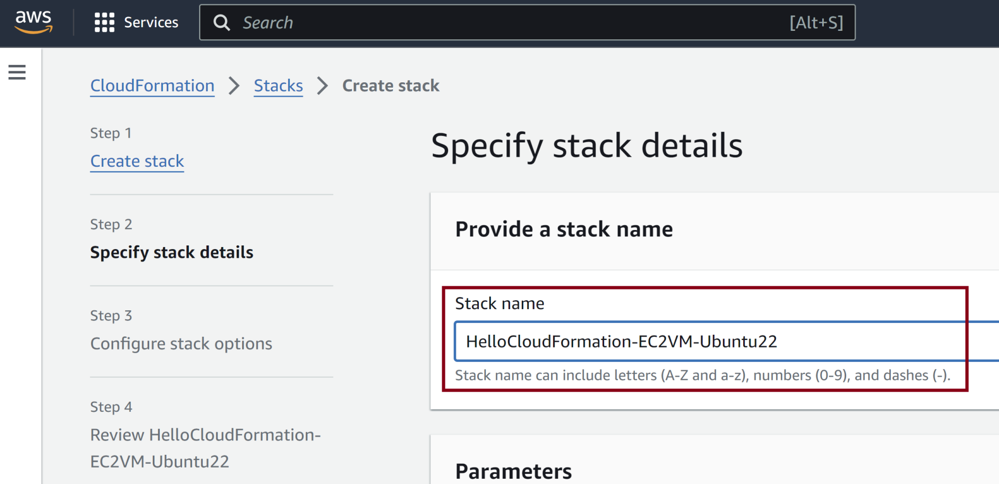 aws
Services
Search
[Alt+S]
CloudFormation
Stacks
Create stack
Step 1
Create stack
Step 2
Specify stack details
Step 3
Configure stack options
Step 4
Review HelloCloudFormation-
EC2VM-Ubuntu22
Specify stack details
Provide a stack name
Stack name
HelloCloudFormation-EC2VM-Ubuntu22
Stack name can include letters (A-Z and a-z), numbers (0-9), and dashes (-).
Parameters